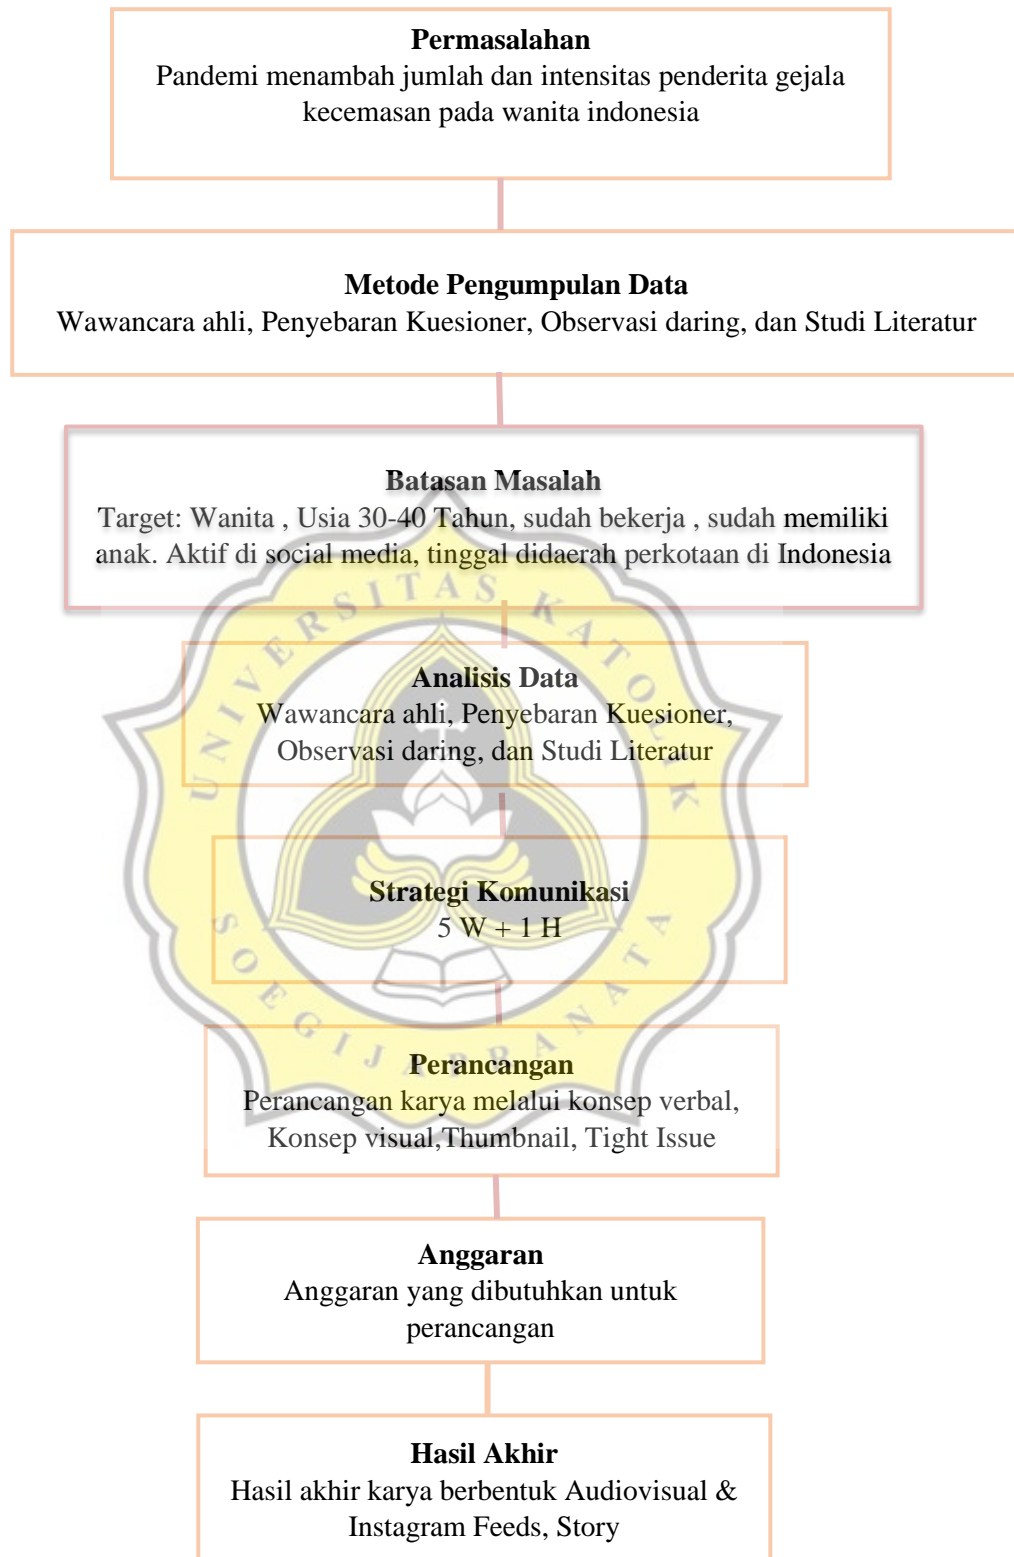 Permasalahan
Pandemi menambah jumlah dan intensitas penderita gejala
kecemasan pada wanita indonesia
Metode Pengumpulan Data
Wawancara ahli, Penyebaran Kuesioner, Observasi daring, dan Studi Literatur
Batasan Masalah
Target: Wanita , Usia 30-40 Tahun, sudah bekerja , sudah memiliki
anak. Aktif di social media, tinggal didaerah perkotaan di Indonesia
UNIVERSITAS KATOLIK
Analisis Data
Wawancara ahli, Penyebaran Kuesioner,
Observasi daring, dan Studi Literatur
Strategi Komunikasi
5 W + 1 H
SOEGIJAPRANATA
Perancangan
Perancangan karya melalui konsep verbal,
Konsep visual,Thumbnail, Tight Issue
Anggaran
Anggaran yang dibutuhkan untuk
perancangan
Hasil Akhir
Hasil akhir karya berbentuk Audiovisual &
Instagram Feeds, Story